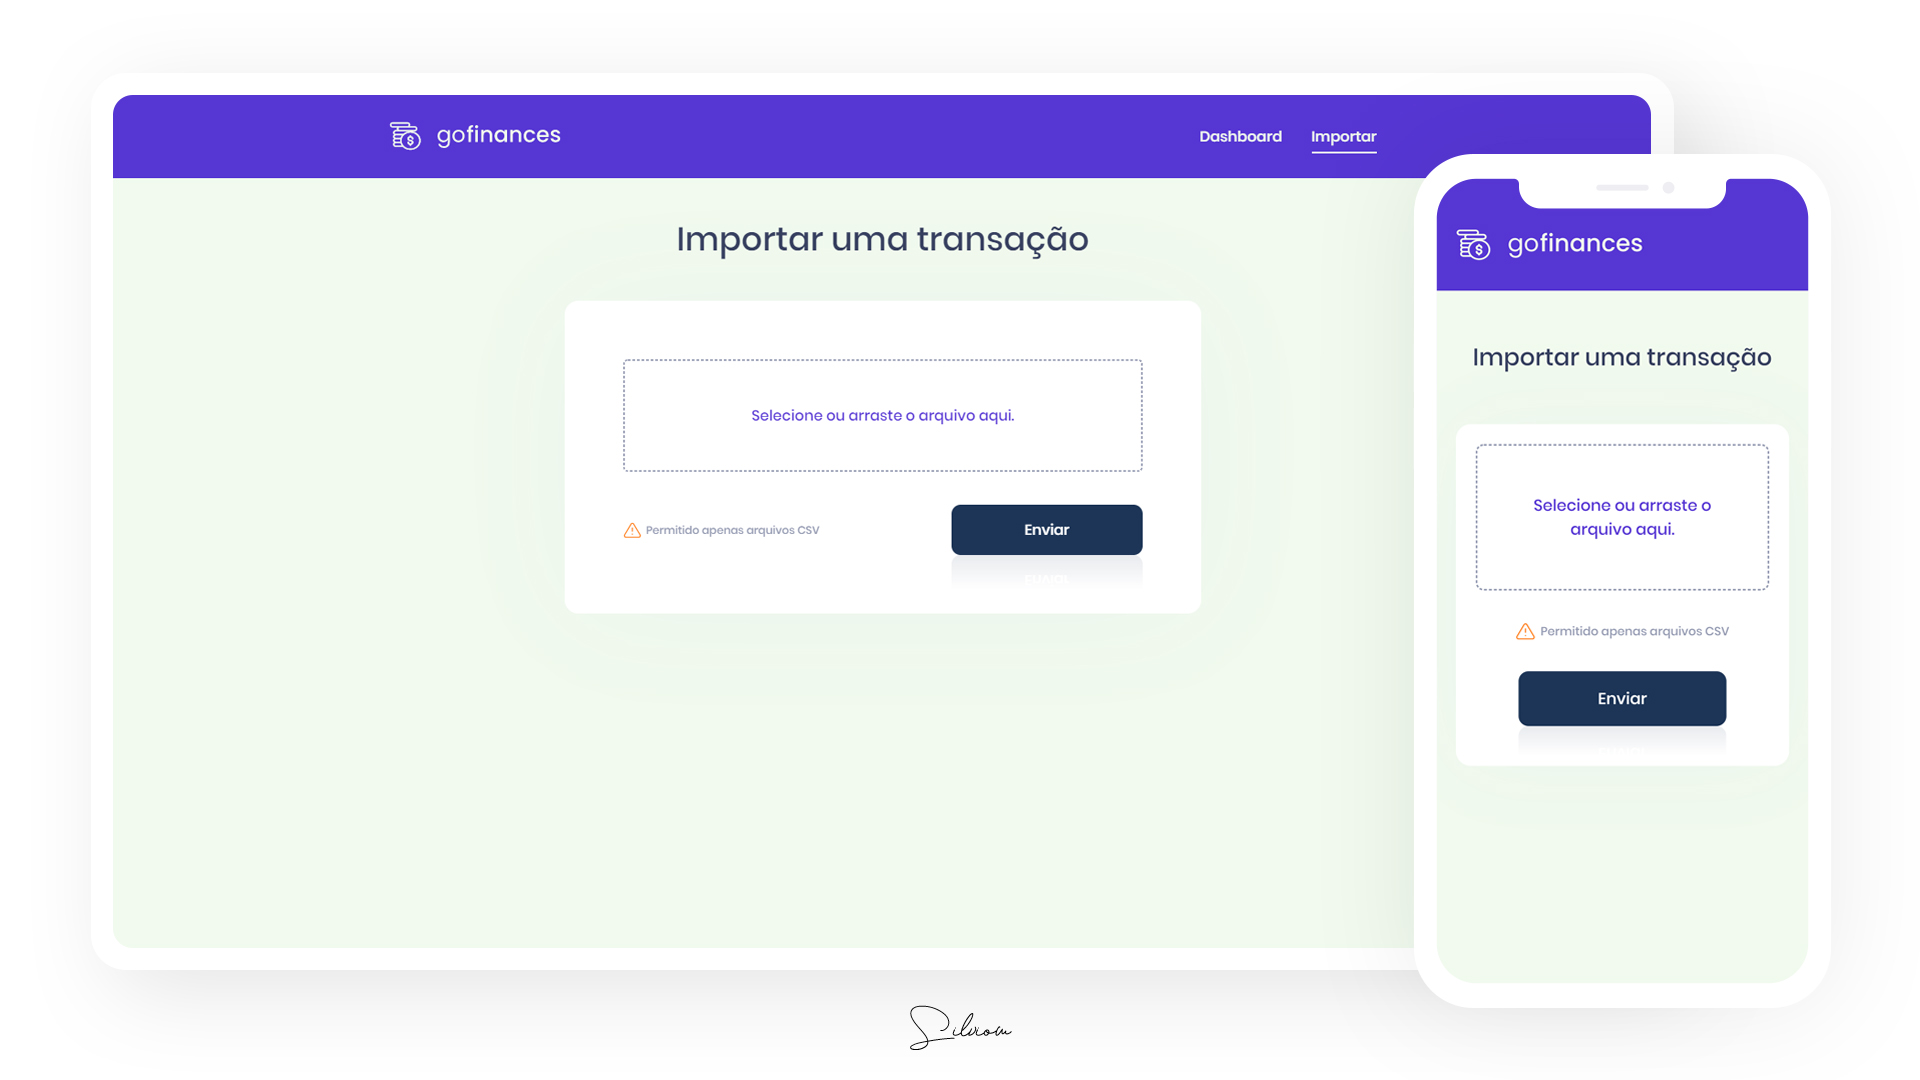 gofinances
Dashboard Importar
Importar uma transação
Selecione ou arraste o arquivo aqui.
Permitido apenas arquivos CSV
Enviar
gofinances
Importar uma transação
Selecione ou arraste o
arquivo aqui.
Permitido apenas arquivos CSV
Enviar
Silviom